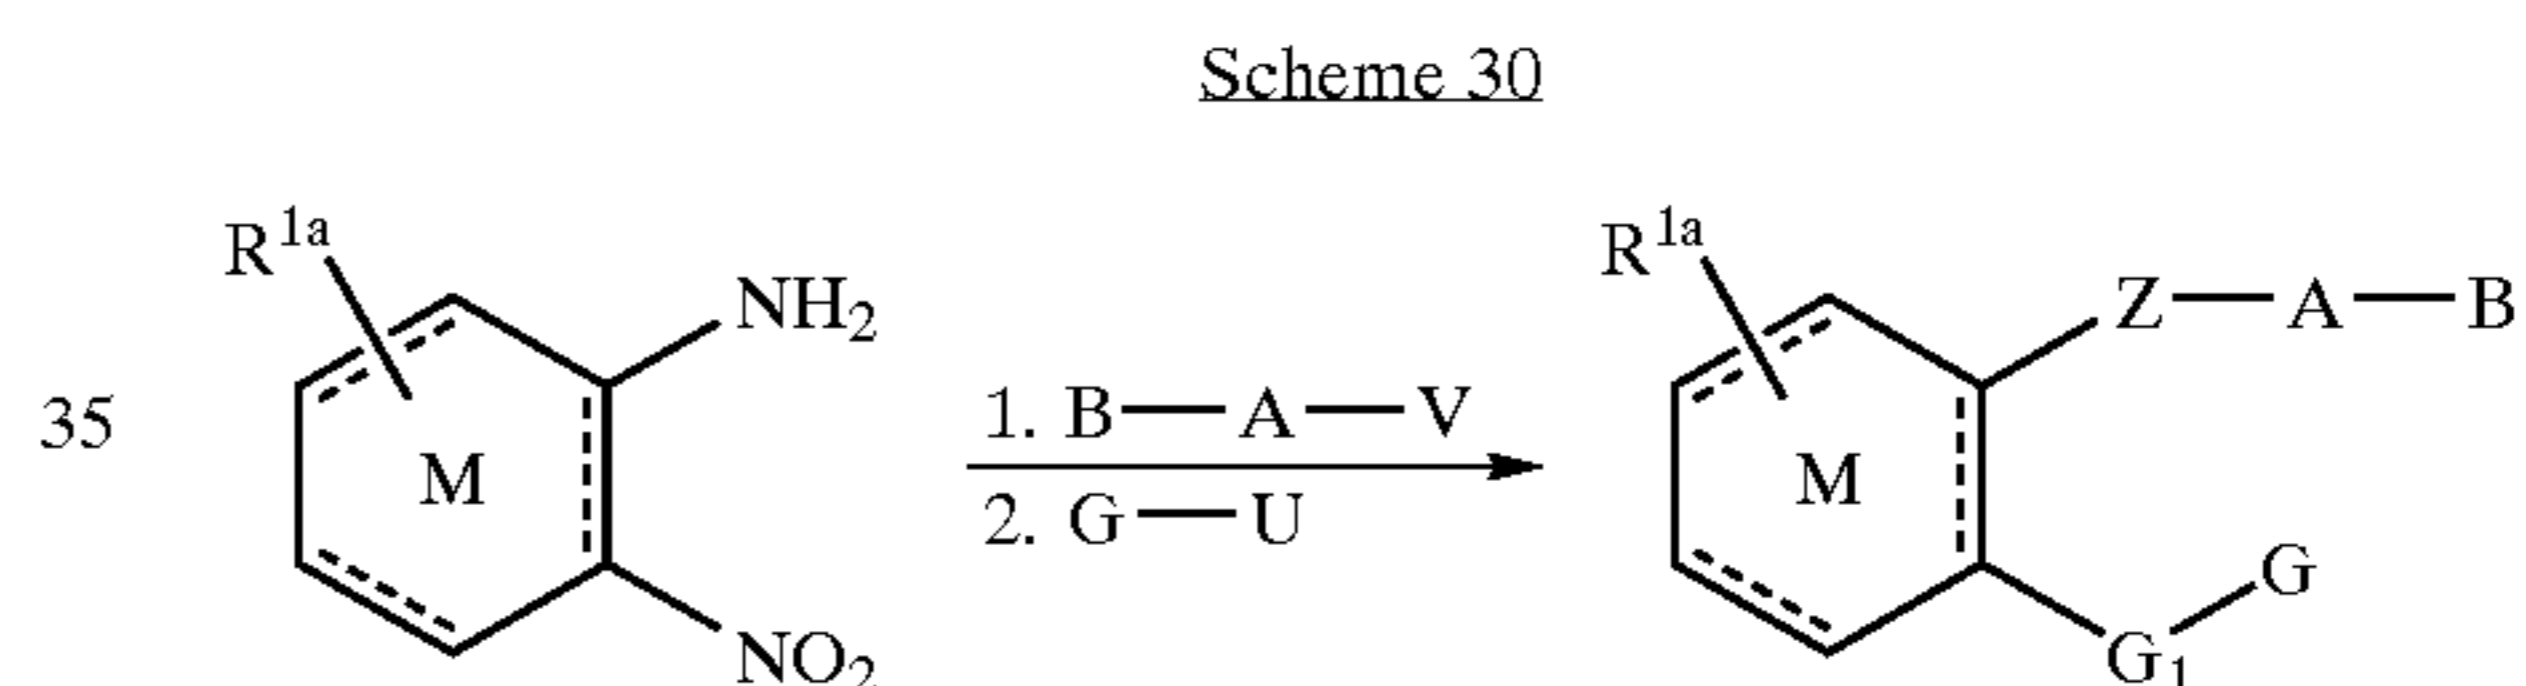 Scheme 30
R1a
NH2
M
NO2
35
1. B—A—V
2. G—U
R1a
Z—A—B
M
G
G1